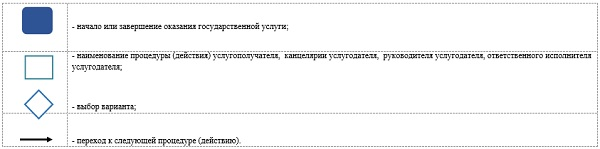 - начало или завершение оказания государственной услуги;
- наименование процедуры (действия) услугополучателя, канцелярии услугодателя, руководителя услугодателя, ответственного исполнителя
услугодателя;
- выбор варианта;
- переход к следующей процедуре (действию).